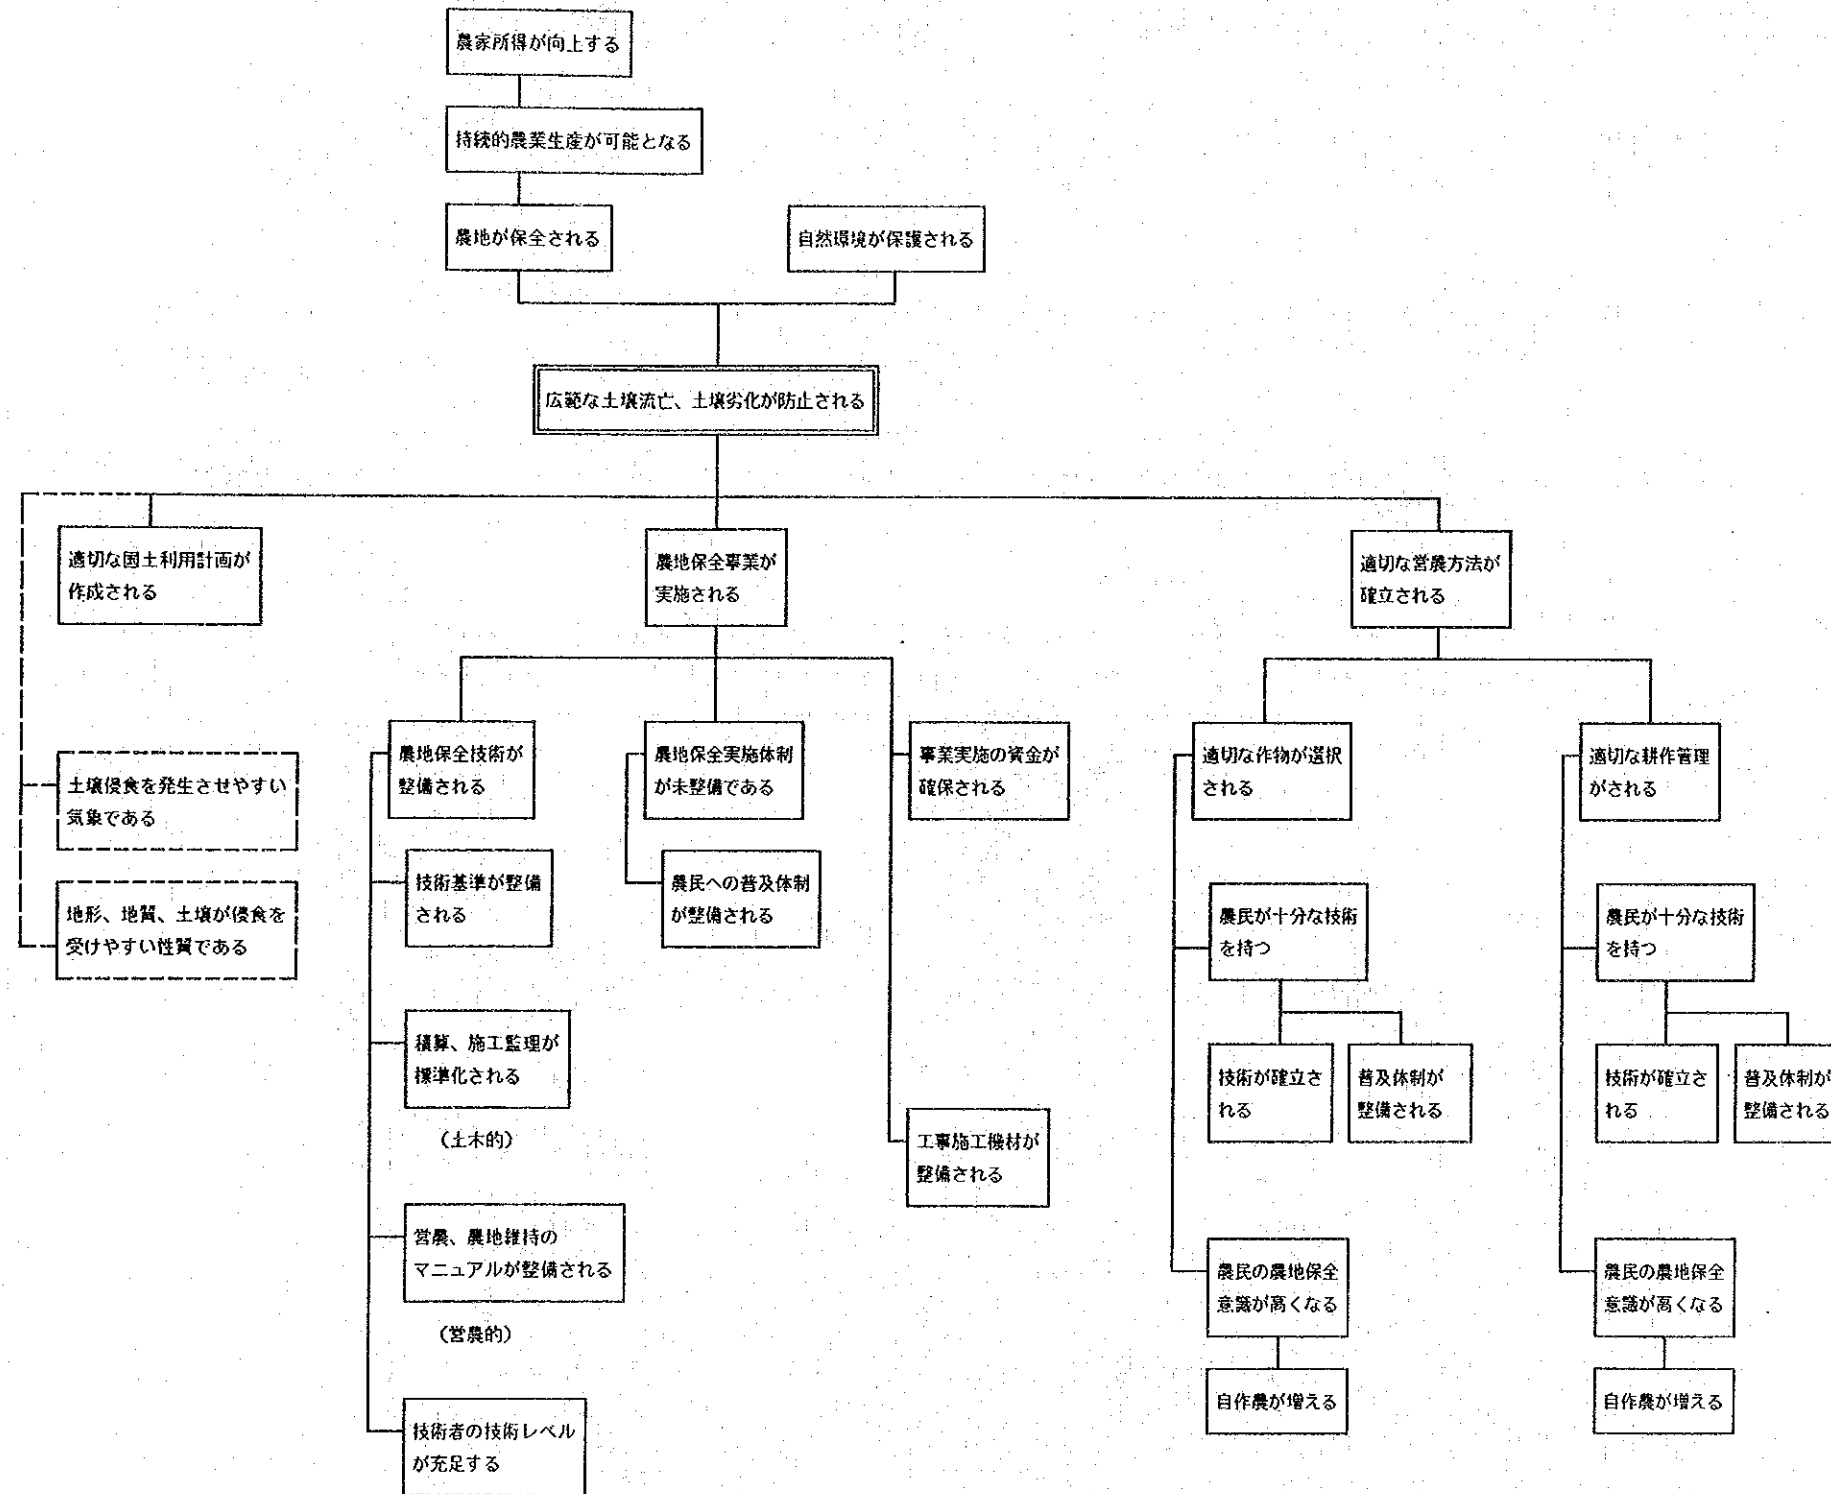 農家所得が向上する
持続的農業生産が可能となる
農地が保全される
自然環境が保護される
広範な土壌流亡、土壌劣化が防止される
適切な国土利用計画が
作成される
農地保全事業が
実施される
適切な営農方法が
確立される
土壌侵食を発生させやすい
気象である
地形、地質、土壌が侵食を
受けやすい性質である
農地保全技術が
整備される
技術基準が整備
される
積算、施工監理が
標準化される
（土木的）
営農、農地維持の
マニュアルが整備される
（営農的）
技術者の技術レベル
が充足する
農地保全実施体制
が未整備である
農民への普及体制
が整備される
事業実施の資金が
確保される
工事施工機材が
整備される
適切な作物が選択
される
農民が十分な技術
を持つ
技術が確立さ
れる
普及体制が
整備される
農民の農地保全
意識が高くなる
自作農が増える
適切な耕作管理
がされる
農民が十分な技術
を持つ
技術が確立さ
れる
普及体制が
整備される
農民の農地保全
意識が高くなる
自作農が増える